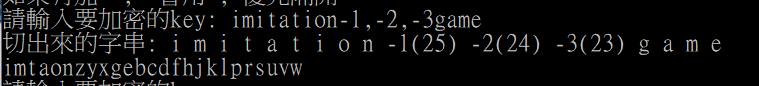 請輸入要加密的key: imitation-1,-2,-3game
切出來的字串: i m i t a t i o n -1(25) -2(24) -3(23) g a m e
imtaonzyxgebcdfhjklprsuvw